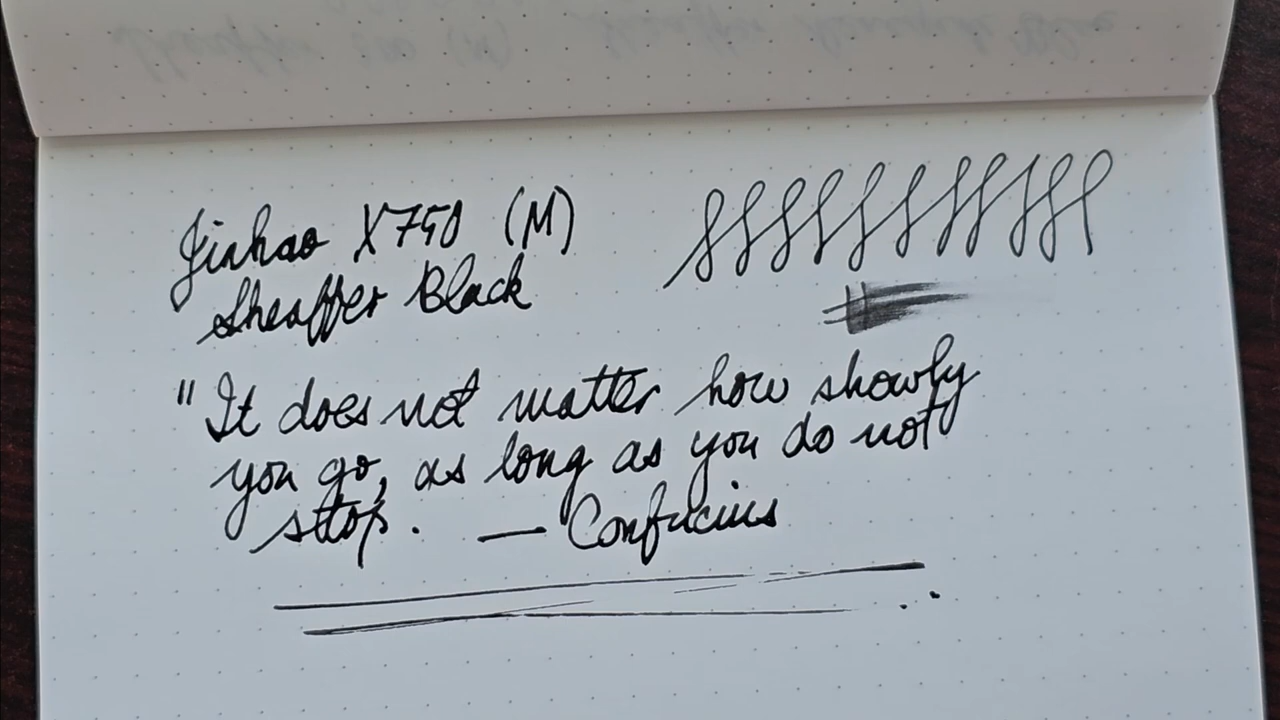 Jinhao X750 (M)
Sheaffer Black
"It does not matter how slowly
you go, as long as you do not
stop. — Confucius